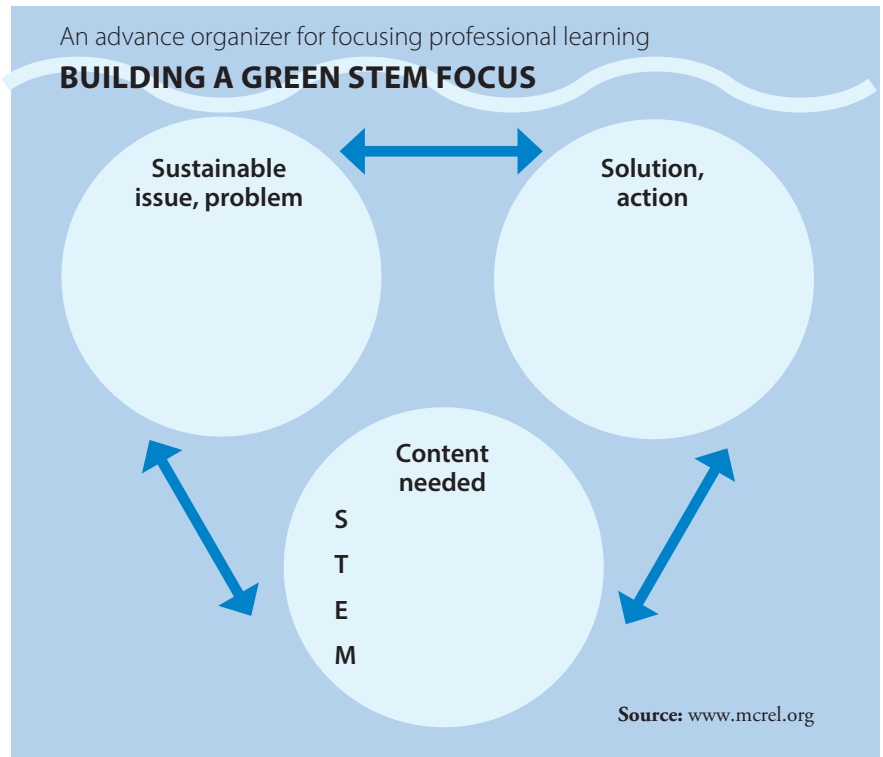 An advance organizer for focusing professional learning
BUILDING A GREEN STEM FOCUS
Sustainable
issue, problem
Solution,
action
Content
needed
S
T
E
M
Source: www.mcrel.org